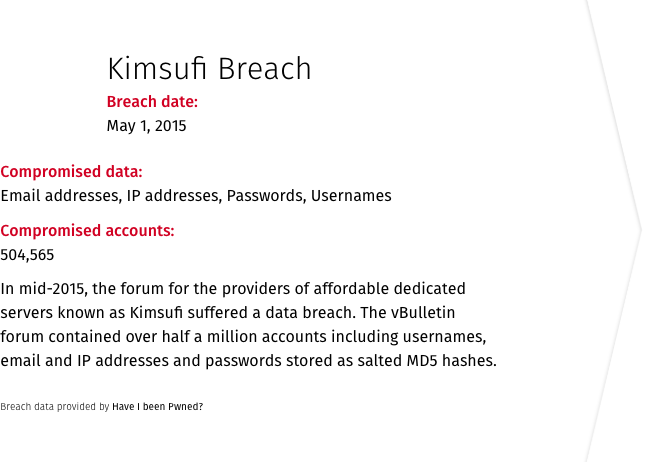 Kimsufi Breach
Breach date:
May 1, 2015
Compromised data:
Email addresses, IP addresses, Passwords, Usernames
Compromised accounts:
504,565
In mid-2015, the forum for the providers of affordable dedicated
servers known as Kimsufi suffered a data breach. The vBulletin
forum contained over half a million accounts including usernames,
email and IP addresses and passwords stored as salted MD5 hashes.
Breach data provided by Have I been Pwned?